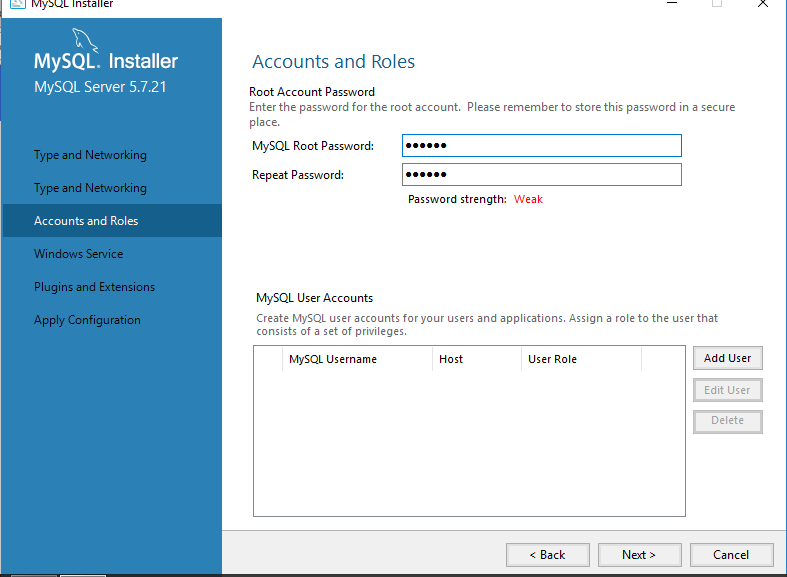 MySQL Installer
MySQL. Installer
MySQL Server 5.7.21
Type and Networking
Type and Networking
Accounts and Roles
Windows Service
Plugins and Extensions
Apply Configuration
Accounts and Roles
Root Account Password
Enter the password for the root account. Please remember to store this password in a secure
place.
MySQL Root Password: ●●●●●●
Repeat Password: ●●●●●●
Password strength: Weak
MySQL User Accounts
Create MySQL user accounts for your users and applications. Assign a role to the user that
consists of a set of privileges.
MySQL Username Host User Role
Add User
Edit User
Delete
< Back Next > Cancel